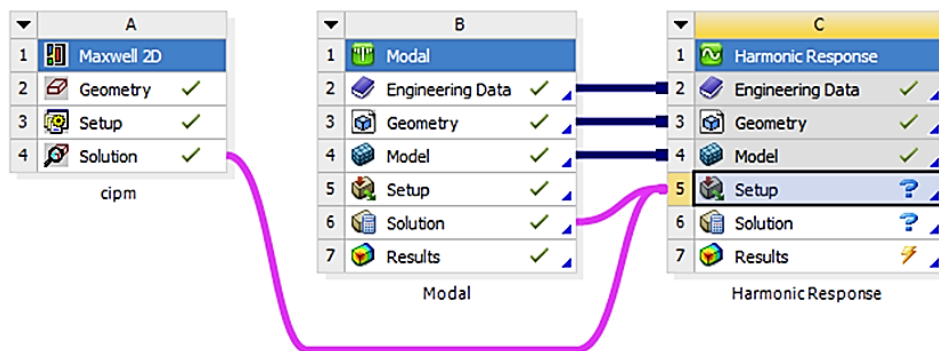 A
1 Maxwell 2D
2 Geometry
3 Setup
4 Solution
cipm
B
1 Modal
2 Engineering Data
3 Geometry
4 Model
5 Setup
6 Solution
7 Results
Modal
C
1 Harmonic Response
2 Engineering Data
3 Geometry
4 Model
5 Setup ?
6 Solution ?
7 Results
Harmonic Response